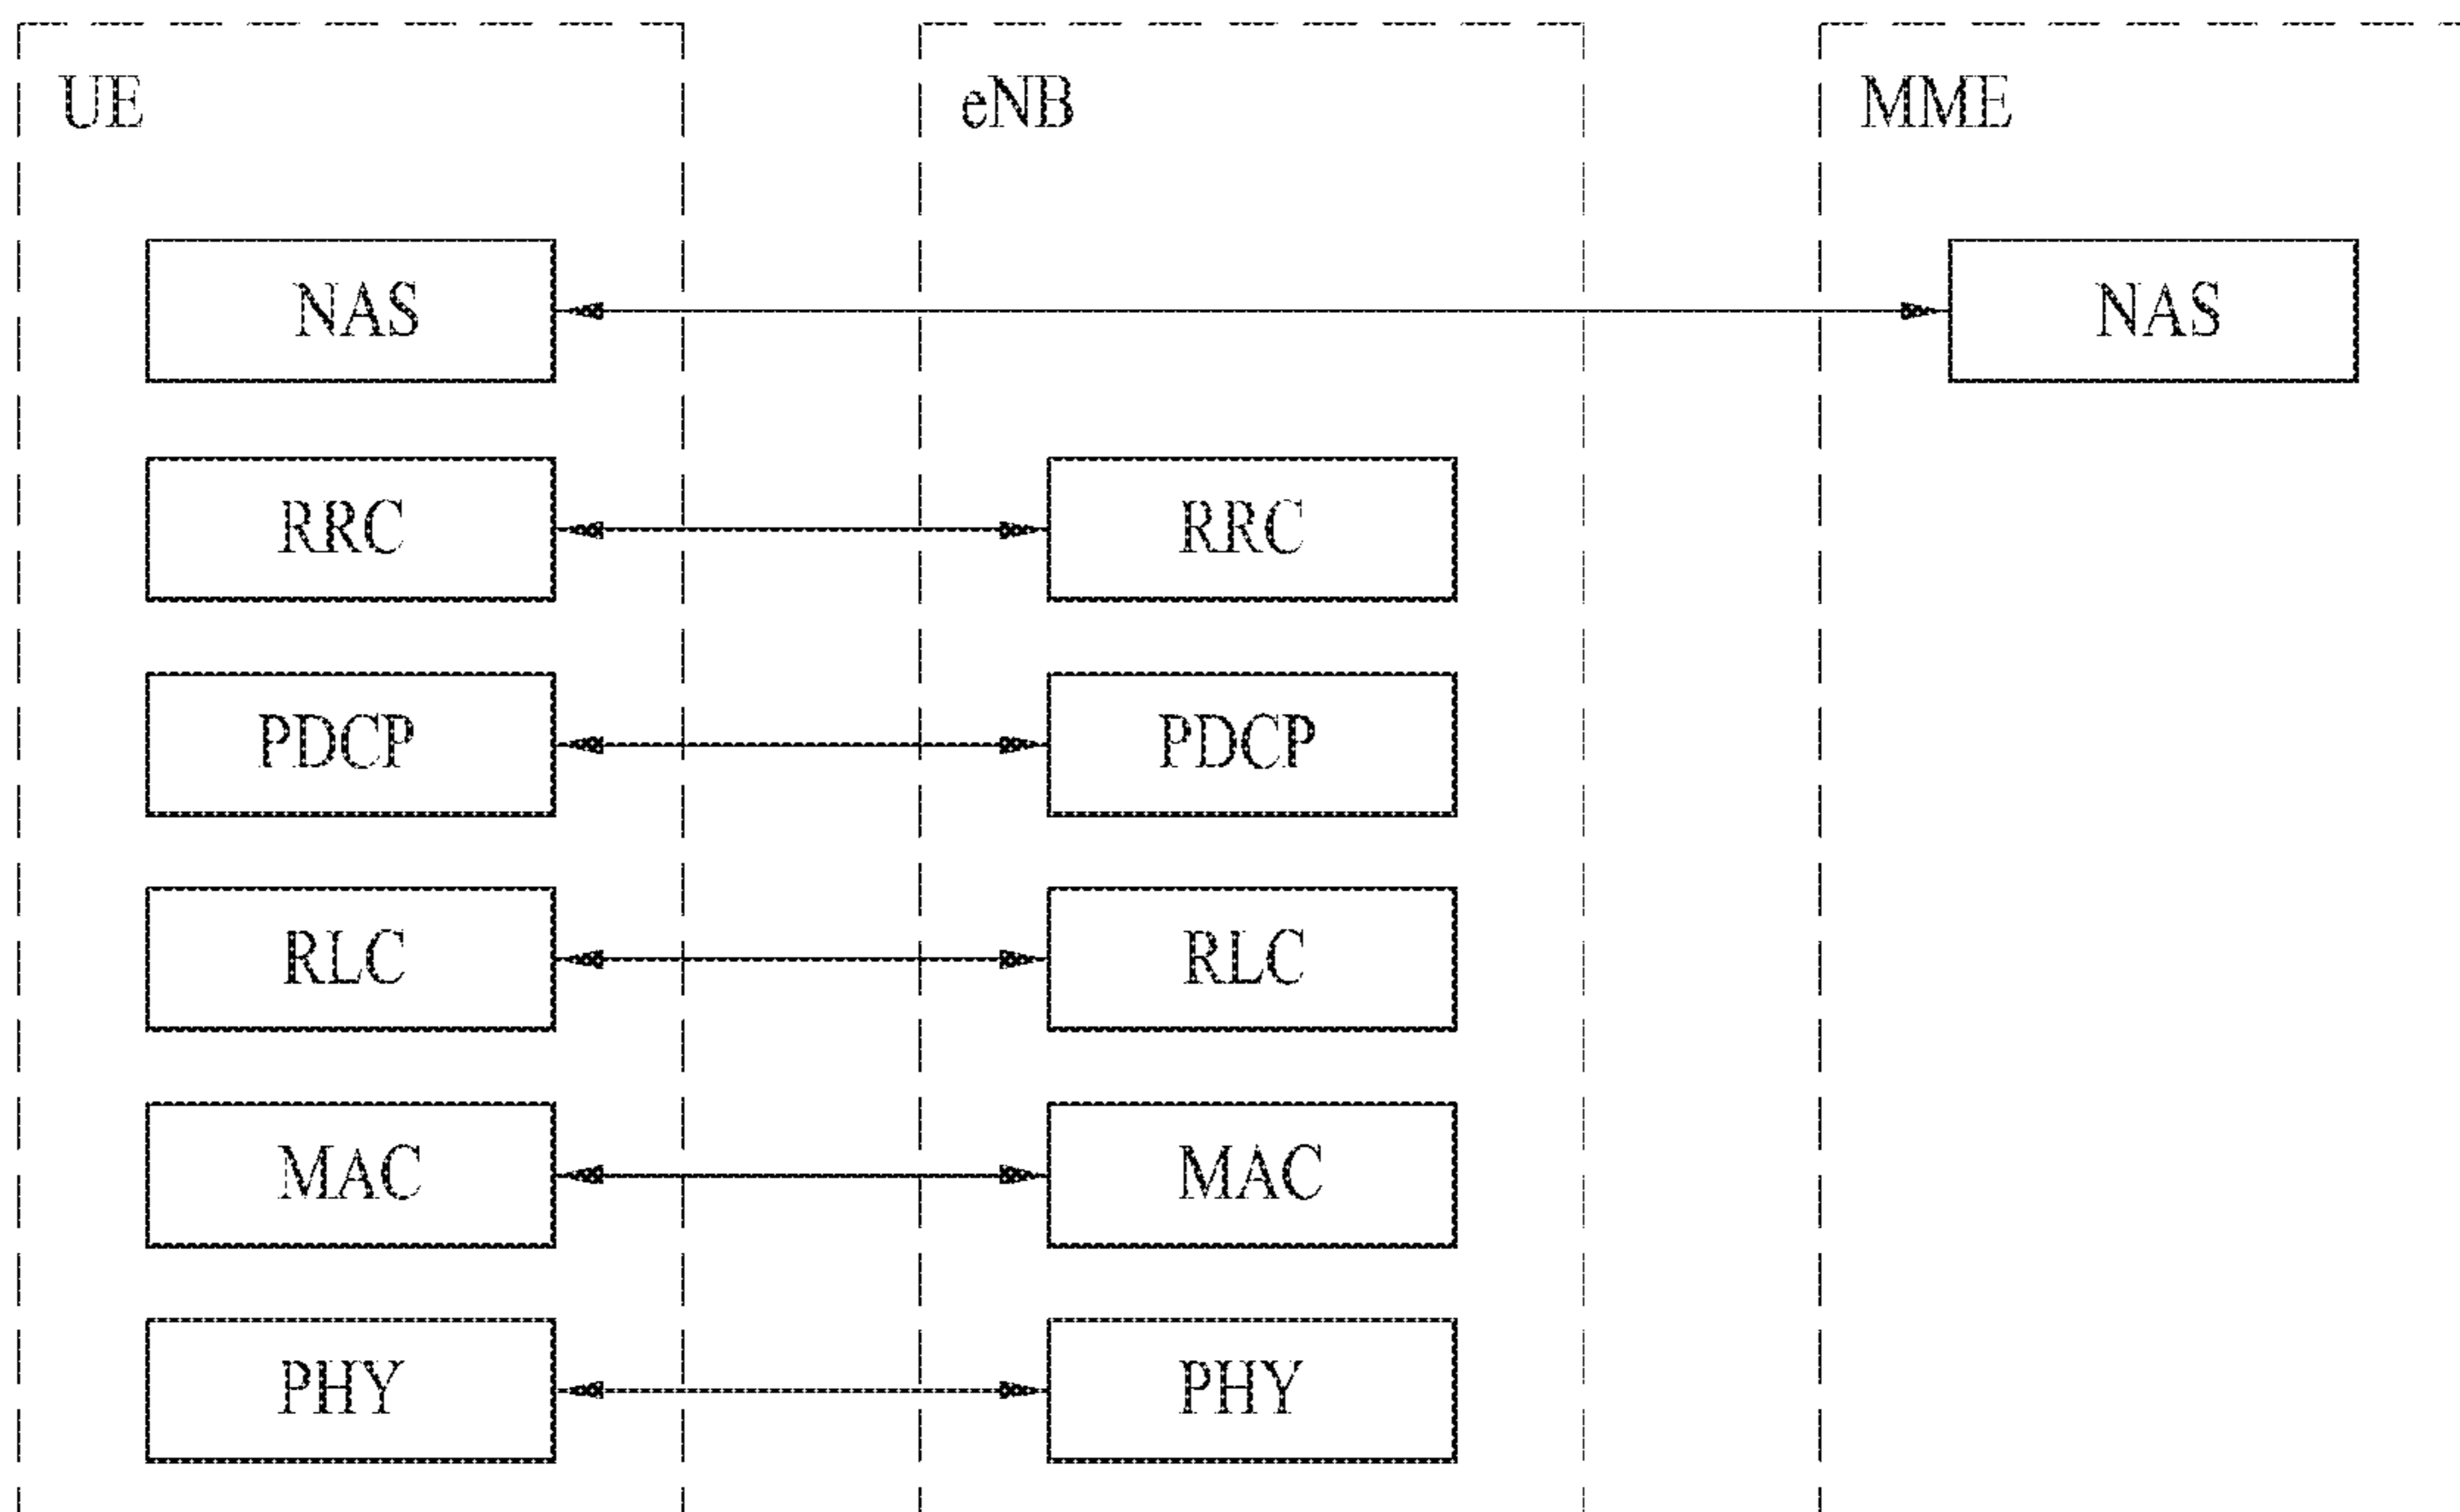 UE eNB MME
NAS NAS
RRC RRC
PDCP PDCP
RLC RLC
MAC MAC
PHY PHY